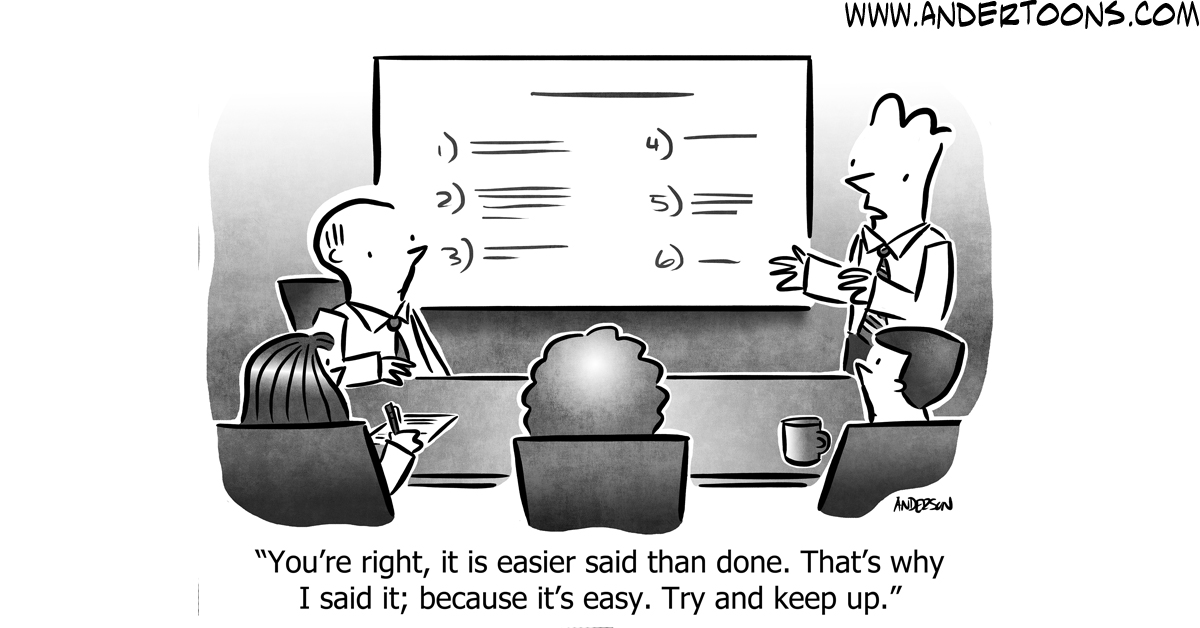 WWW.ANDERTOONS.COM
1) 4)
2) 5)
3) 6)
ANDERSON
“You’re right, it is easier said than done. That’s why
I said it; because it’s easy. Try and keep up.”